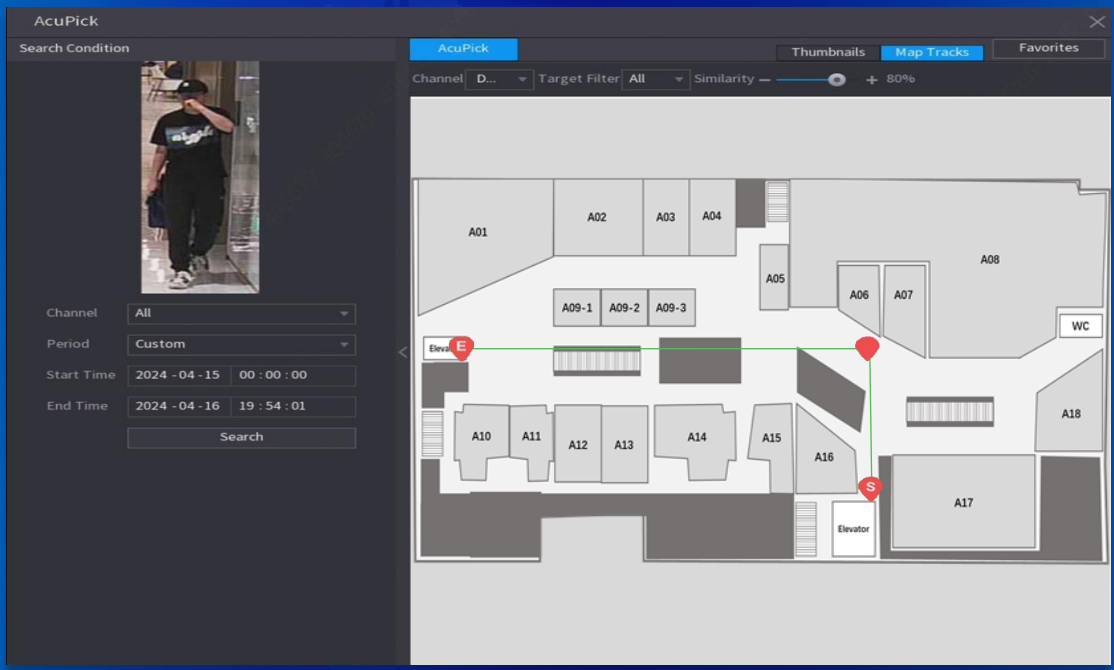 AcuPick
Search Condition
AcuPick
Thumbnails
Map Tracks
Favorites
Channel D... Target Filter All Similarity 80%
Channel All
Period Custom
Start Time 2024-04-15 00:00:00
End Time 2024-04-16 19:54:01
Search
A01
A02
A03
A04
A05
A06
A07
A08
A09-1
A09-2
A09-3
WC
E
A10
A11
A12
A13
A14
A15
A16
A17
A18
S
Elevator